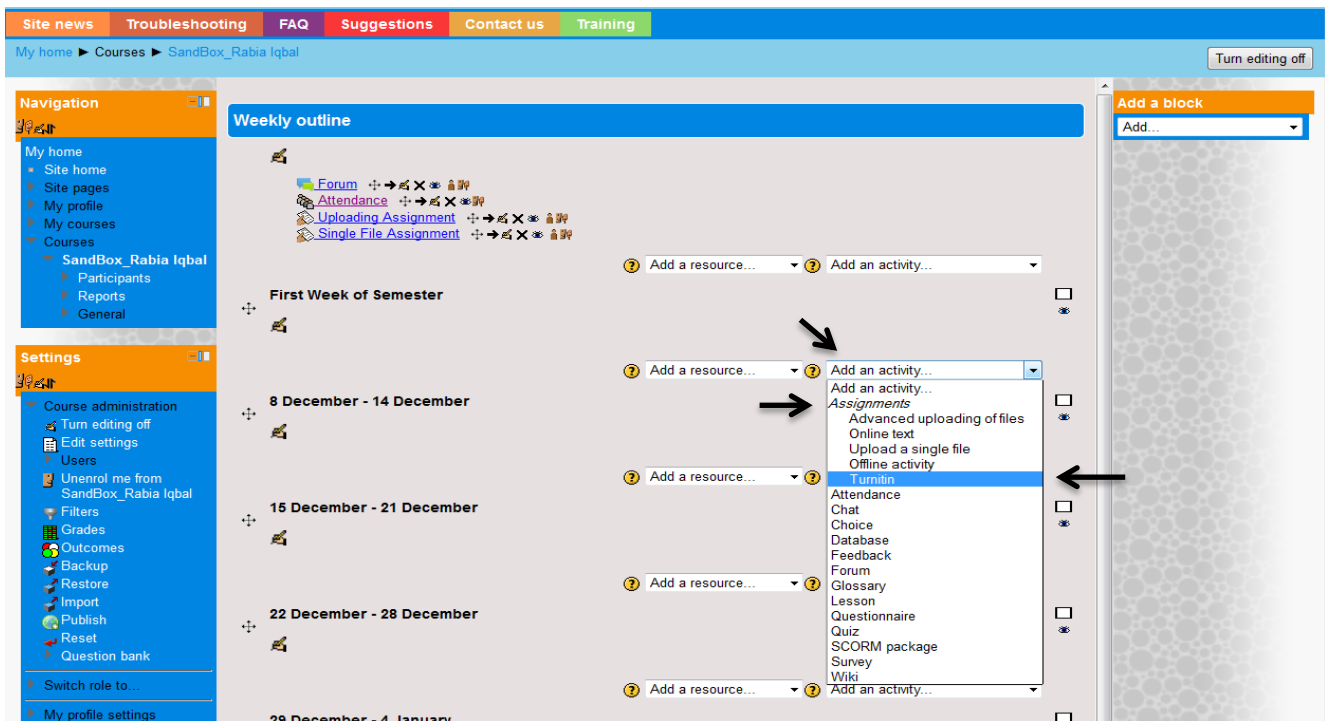 Site news Troubleshooting FAQ Suggestions Contact us Training
My home ► Courses ► SandBox_Rabia Iqbal
Turn editing off
Navigation
My home
Site home
Site pages
My profile
My courses
Courses
SandBox_Rabia Iqbal
Participants
Reports
General
Settings
Course administration
Turn editing off
Edit settings
Users
Unenrol me from
SandBox_Rabia Iqbal
Filters
Grades
Outcomes
Backup
Restore
Import
Publish
Reset
Question bank
Switch role to...
My profile settings
Weekly outline
Forum
Attendance
Uploading Assignment
Single File Assignment
Add a resource... Add an activity...
First Week of Semester
Add a resource... Add an activity...
8 December - 14 December
Add a resource...
15 December - 21 December
Add a resource...
22 December - 28 December
Add a resource... Add an activity...
29 December - 4 January
Add an activity...
Assignments
Advanced uploading of files
Online text
Upload a single file
Offline activity
Turnitin
Attendance
Chat
Choice
Database
Feedback
Forum
Glossary
Lesson
Questionnaire
Quiz
SCORM package
Survey
Wiki
Add a block
Add...